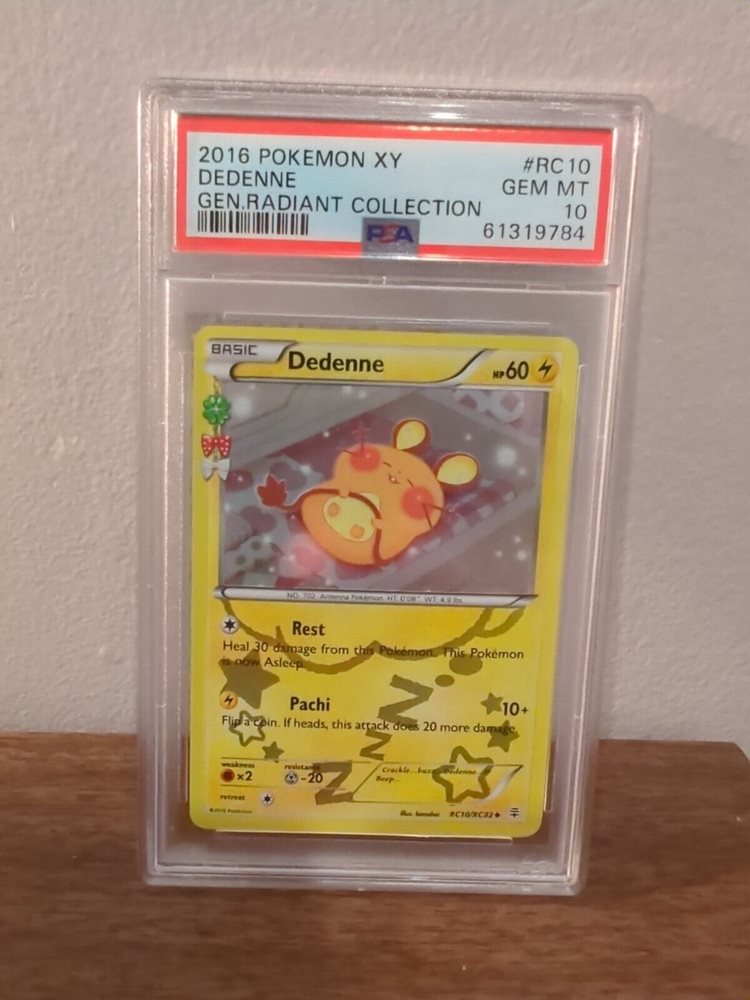 2016 POKEMON XY #RC10
DEDENNE GEM MT
GEN.RADIANT COLLECTION 10
PSA 61319784
BASIC Dedenne HP60
NO. 702 Antenna Pokémon HT: 0'08" WT: 4.9 lbs.
Rest
Heal 30 damage from this Pokémon. This Pokémon
is now Asleep.
Pachi 10+
Flip a coin. If heads, this attack does 20 more damage.
weakness resistance
×2 -20
Crackle...buzz...Dedenne.
Beep...
retreat
©2016 Pokémon
Illus. RC10/RC32
Z
Z
Z